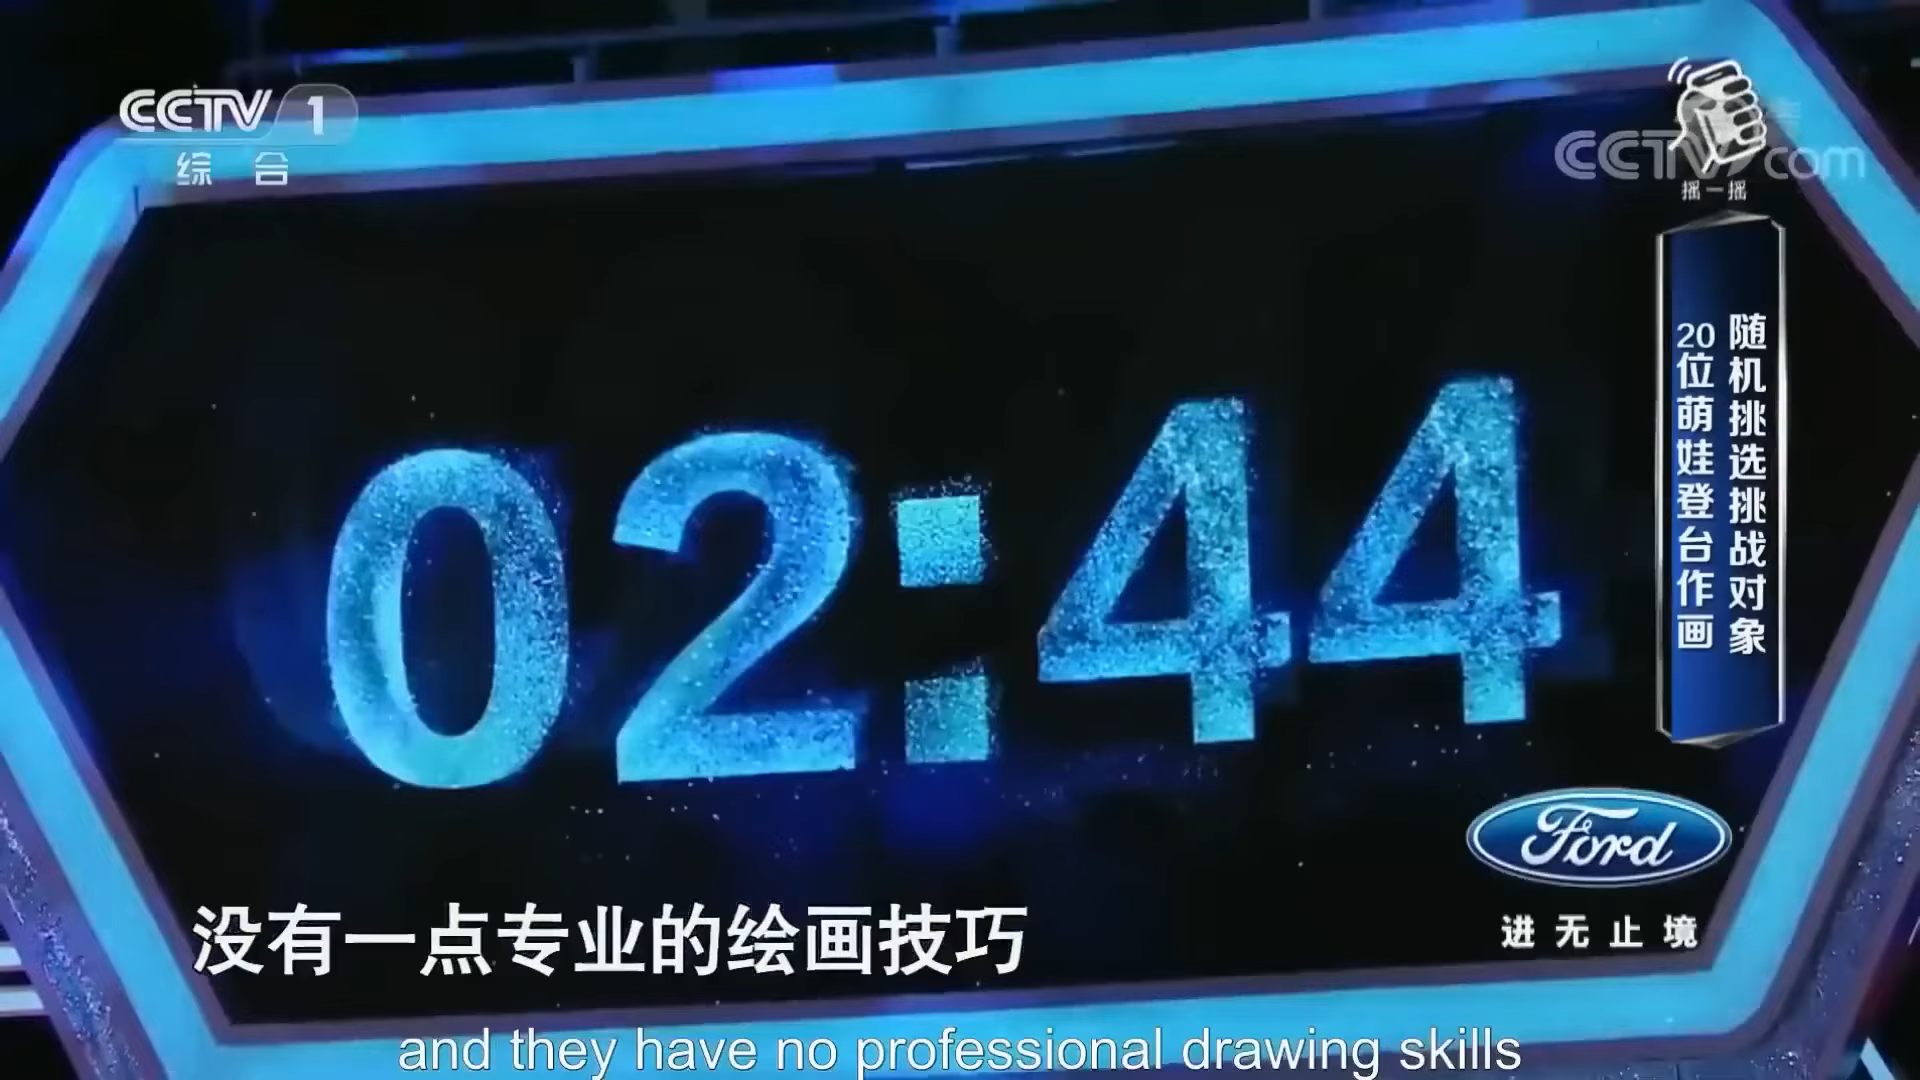 CCTV 1
综合
CCTV.com
摇一摇
随机挑选挑战对象
20位萌娃登台作画
02:44
Ford
进无止境
没有一点专业的绘画技巧
and they have no professional drawing skills